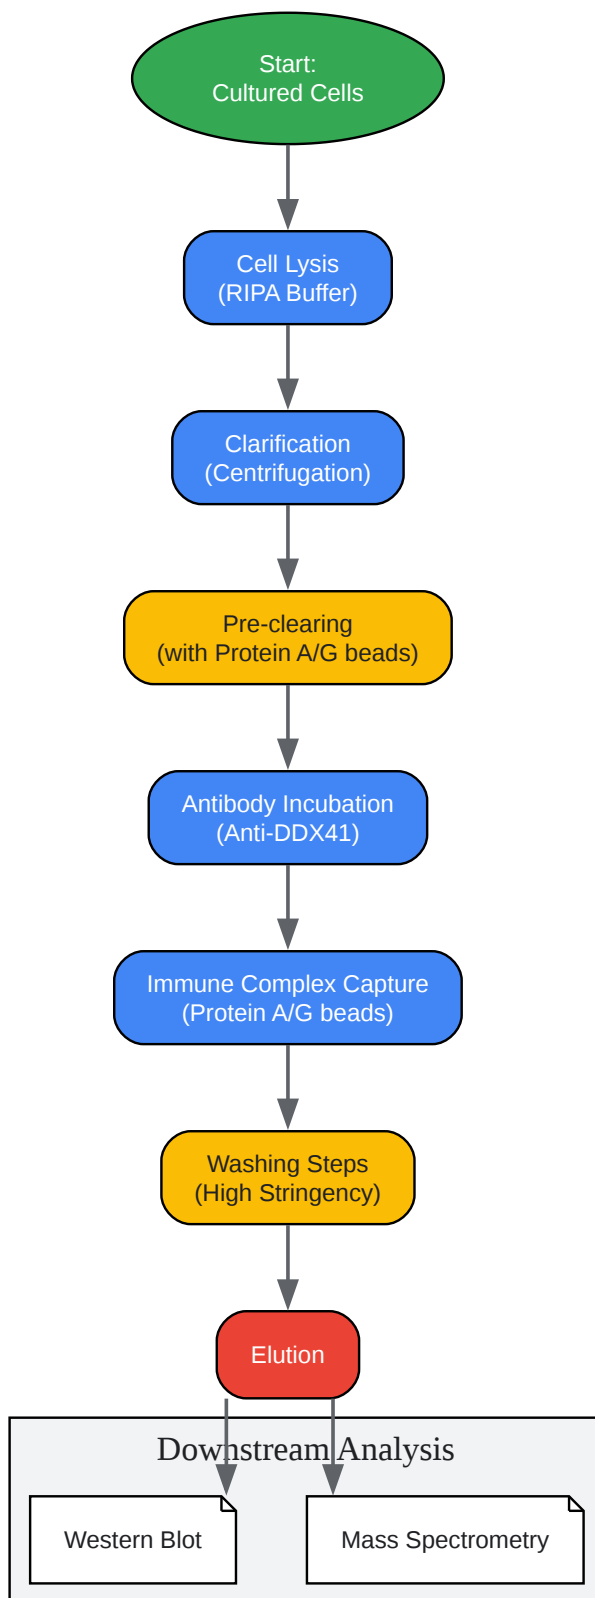 Start:
Cultured Cells
Cell Lysis
(RIPA Buffer)
Clarification
(Centrifugation)
Pre-clearing
(with Protein A/G beads)
Antibody Incubation
(Anti-DDX41)
Immune Complex Capture
(Protein A/G beads)
Washing Steps
(High Stringency)
Elution
Downstream Analysis
Western Blot
Mass Spectrometry